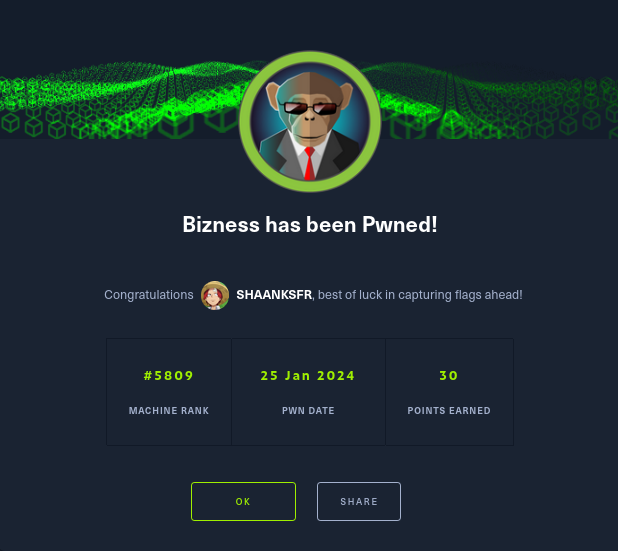 Bizness has been Pwned!
Congratulations SHAANKSFR, best of luck in capturing flags ahead!
#5809 25 Jan 2024 30
MACHINE RANK PWN DATE POINTS EARNED
OK SHARE